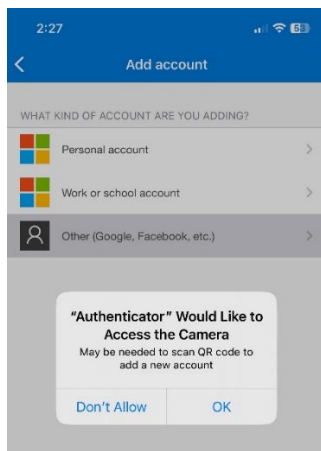 2:27
53
Add account
WHAT KIND OF ACCOUNT ARE YOU ADDING?
Personal account
Work or school account
Other (Google, Facebook, etc.)
“Authenticator” Would Like to
Access the Camera
May be needed to scan QR code to
add a new account
Don’t Allow
OK